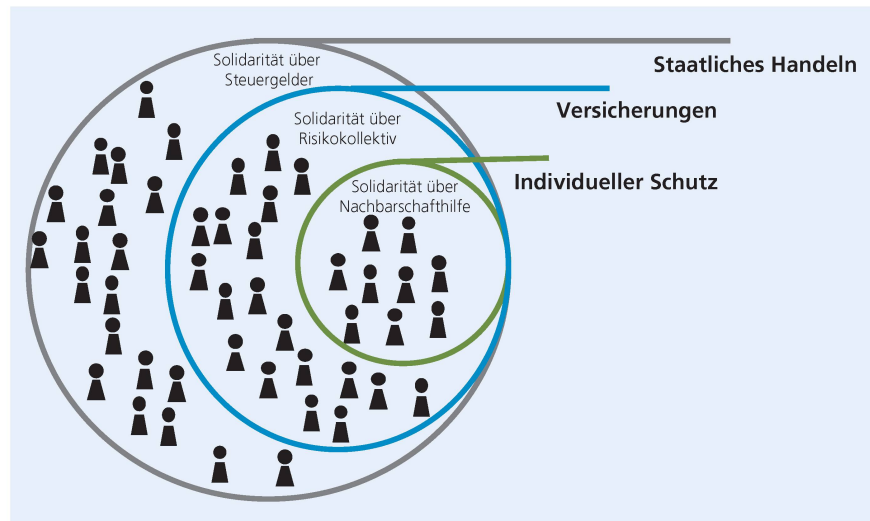 Solidarität über
Steuergelder
Staatliches Handeln
Versicherungen
Solidarität über
Risikokollektiv
Individueller Schutz
Solidarität über
Nachbarschafthilfe